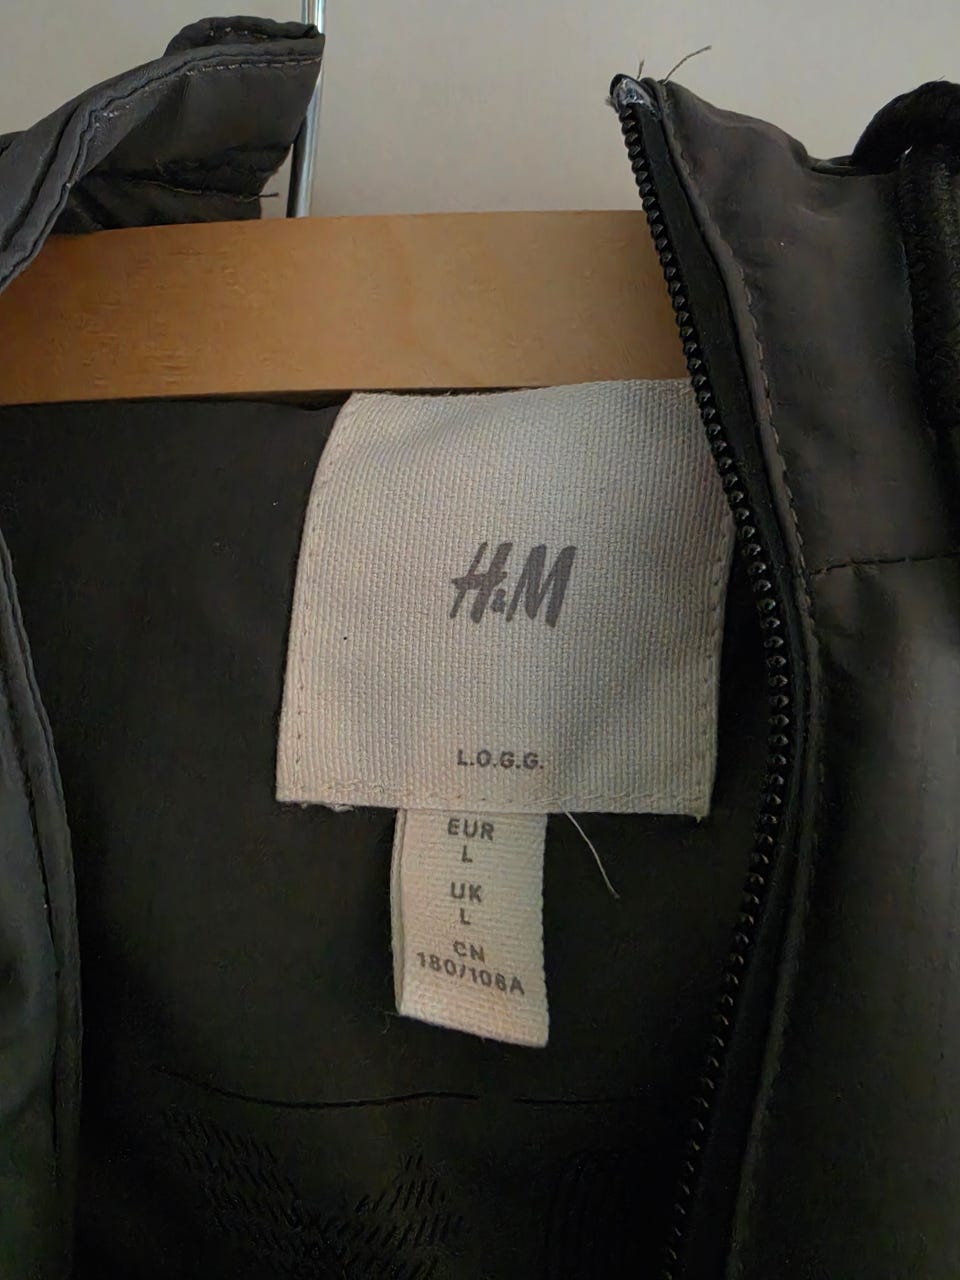 H&M
L.O.G.G.
EUR
L
UK
L
CN
180/108A